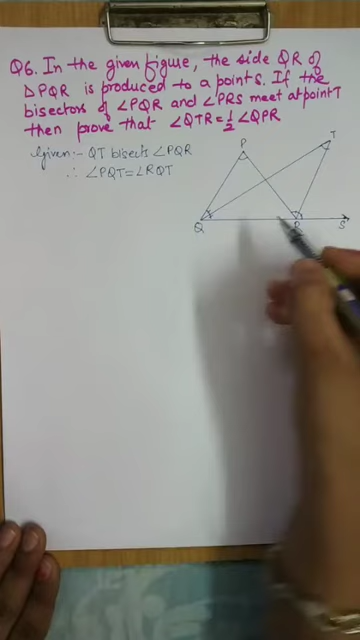 Q6. In the given figure, the side QR of
△PQR is produced to a point S. If the
bisectors of ∠PQR and ∠PRS meet at point T
then prove that ∠QTR = 1/2 ∠QPR
Given:- QT bisects ∠PQR
∴ ∠PQT = ∠RQT
P
T
Q
R
S